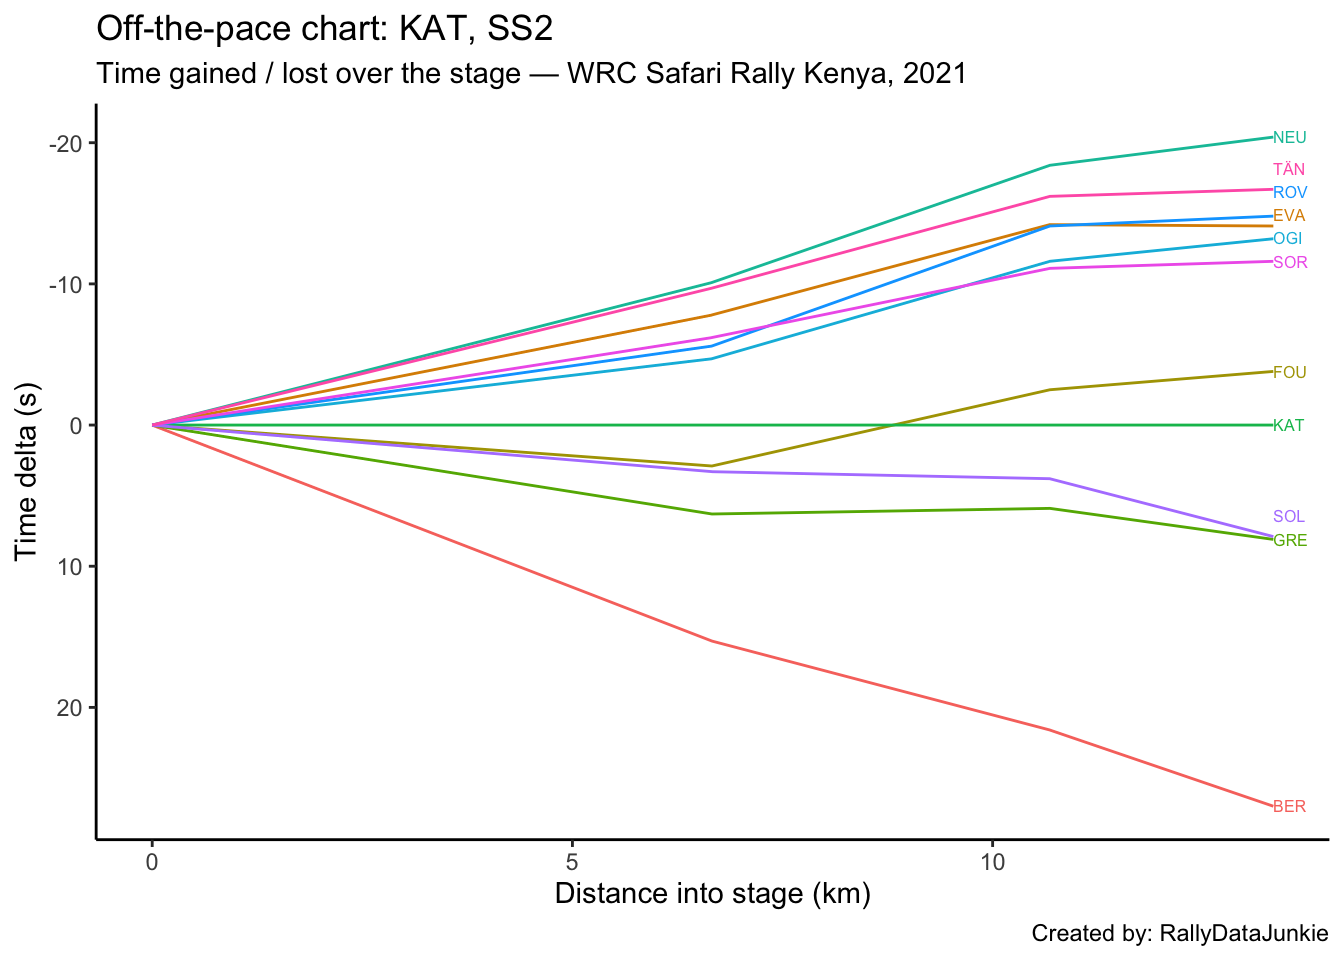 Off-the-pace chart: KAT, SS2
Time gained / lost over the stage — WRC Safari Rally Kenya, 2021
Time delta (s)
-20
-10
0
10
20
NEU
TÄN
ROV
EVA
OGI
SOR
FOU
KAT
SOL
GRE
BER
0
5
10
Distance into stage (km)
Created by: RallyDataJunkie